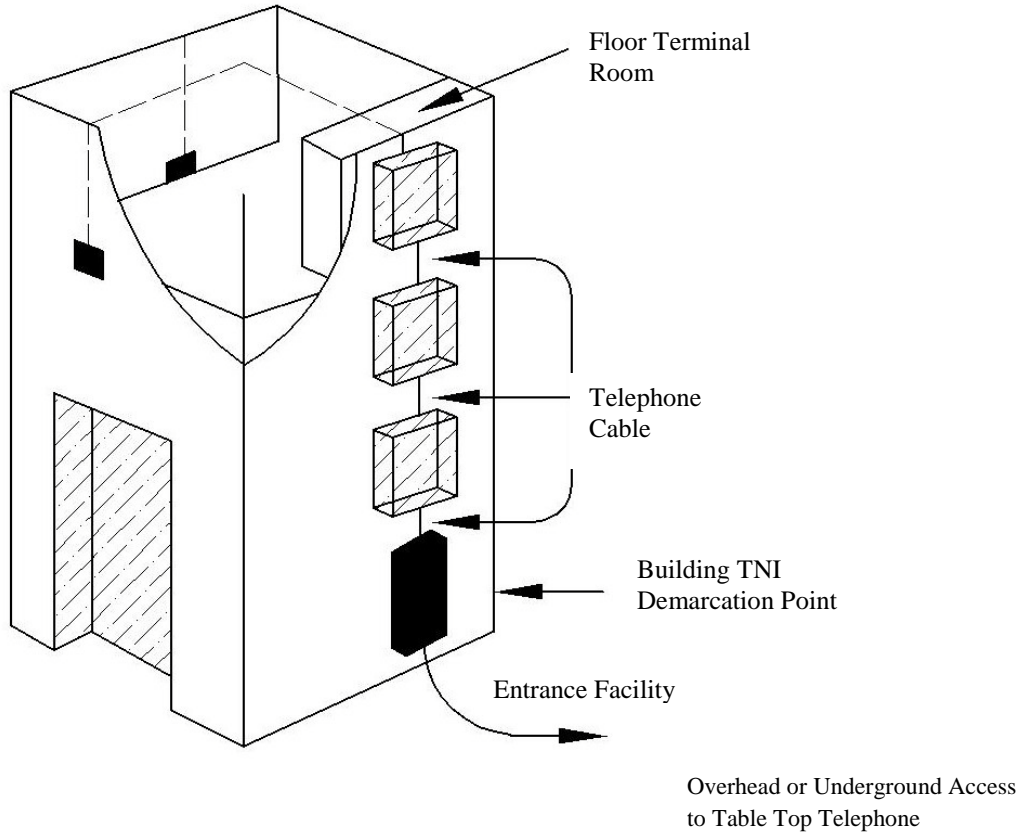 Floor Terminal
Room
Telephone
Cable
Building TNI
Demarcation Point
Entrance Facility
Overhead or Underground Access
to Table Top Telephone